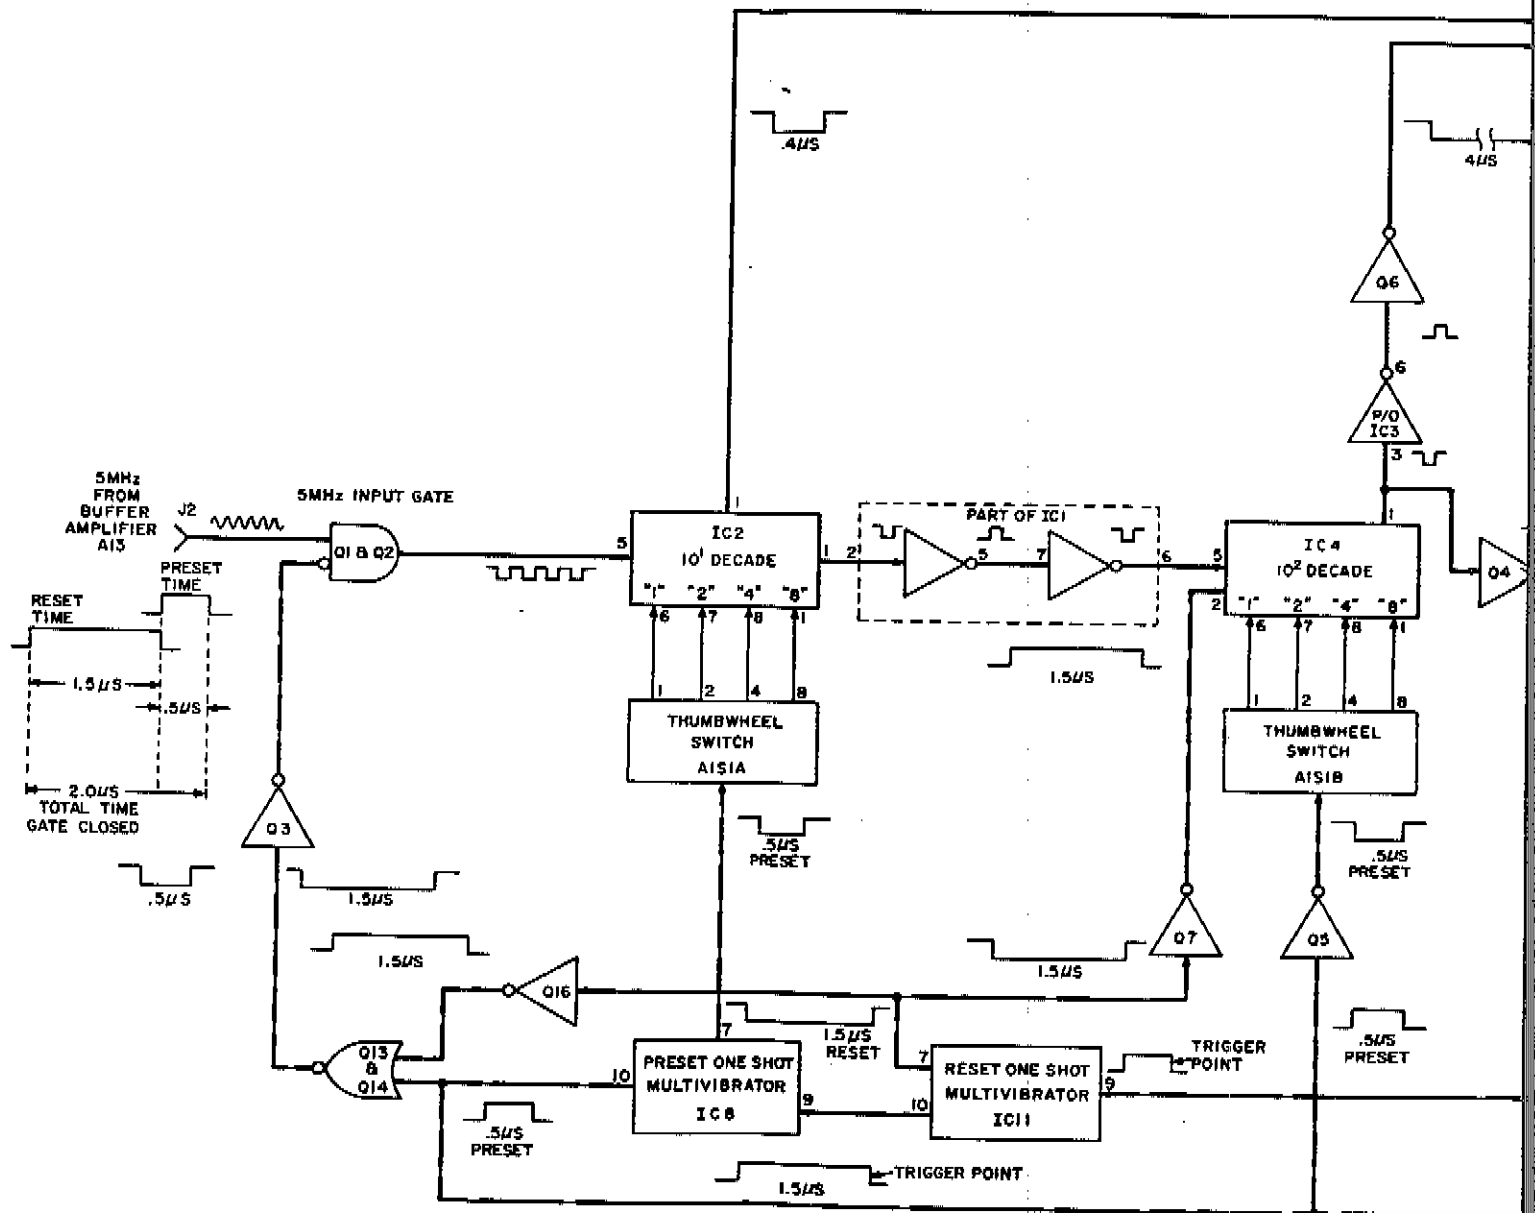 .4µS
4µS
Q6
6
P/O
IC3
3
5MHz
FROM
BUFFER
AMPLIFIER
A13
J2
5MHz INPUT GATE
Q1 & Q2
PRESET
TIME
RESET
TIME
1.5µS
.5µS
2.0µS
TOTAL TIME
GATE CLOSED
5
1
IC2
10¹ DECADE
"1" "2" "4" "8"
6 7 8 1
1 2
PART OF IC1
5 7
6
5
2
1
IC4
10² DECADE
"1" "2" "4" "8"
6 7 8 1
Q4
1.5µS
1 2 4 8
THUMBWHEEL
SWITCH
A1S1A
1 2 4 8
THUMBWHEEL
SWITCH
A1S1B
Q3
.5µS
1.5µS
.5µS
PRESET
.5µS
PRESET
1.5µS
Q16
1.5µS
Q7
Q5
1.5µS
RESET
.5µS
PRESET
Q13
&
Q14
7
10
PRESET ONE SHOT
MULTIVIBRATOR
IC8
9
7
10
RESET ONE SHOT
MULTIVIBRATOR
IC11
9
TRIGGER
POINT
.5µS
PRESET
1.5µS
TRIGGER POINT